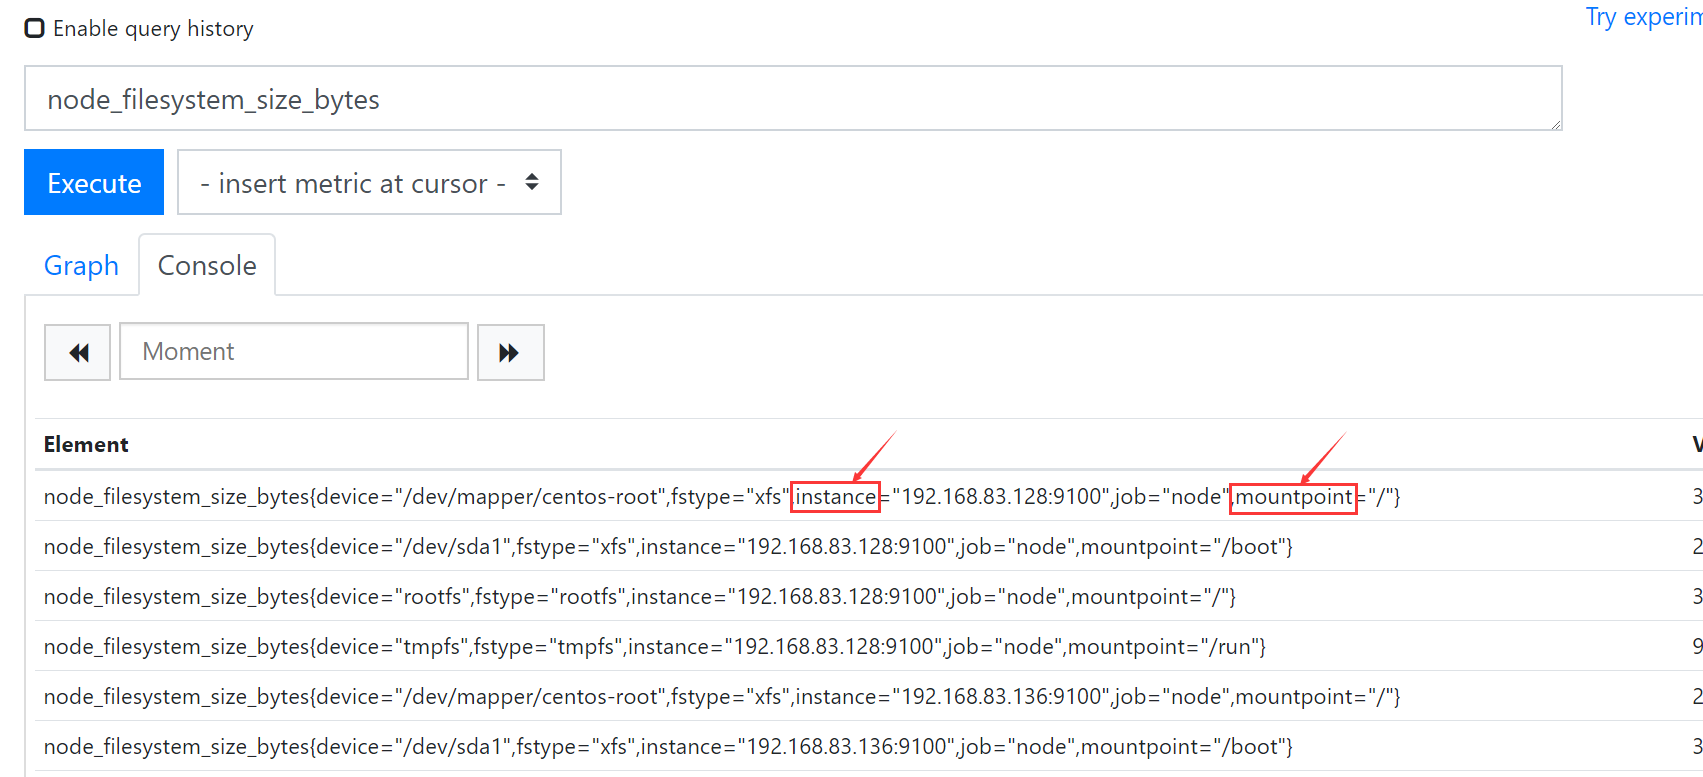 Enable query history
Try experim
node_filesystem_size_bytes
Execute
- insert metric at cursor -
Graph
Console
Moment
Element
V
node_filesystem_size_bytes{device="/dev/mapper/centos-root",fstype="xfs",instance="192.168.83.128:9100",job="node",mountpoint="/"} 3
node_filesystem_size_bytes{device="/dev/sda1",fstype="xfs",instance="192.168.83.128:9100",job="node",mountpoint="/boot"} 2
node_filesystem_size_bytes{device="rootfs",fstype="rootfs",instance="192.168.83.128:9100",job="node",mountpoint="/"} 3
node_filesystem_size_bytes{device="tmpfs",fstype="tmpfs",instance="192.168.83.128:9100",job="node",mountpoint="/run"} 9
node_filesystem_size_bytes{device="/dev/mapper/centos-root",fstype="xfs",instance="192.168.83.136:9100",job="node",mountpoint="/"} 2
node_filesystem_size_bytes{device="/dev/sda1",fstype="xfs",instance="192.168.83.136:9100",job="node",mountpoint="/boot"} 3